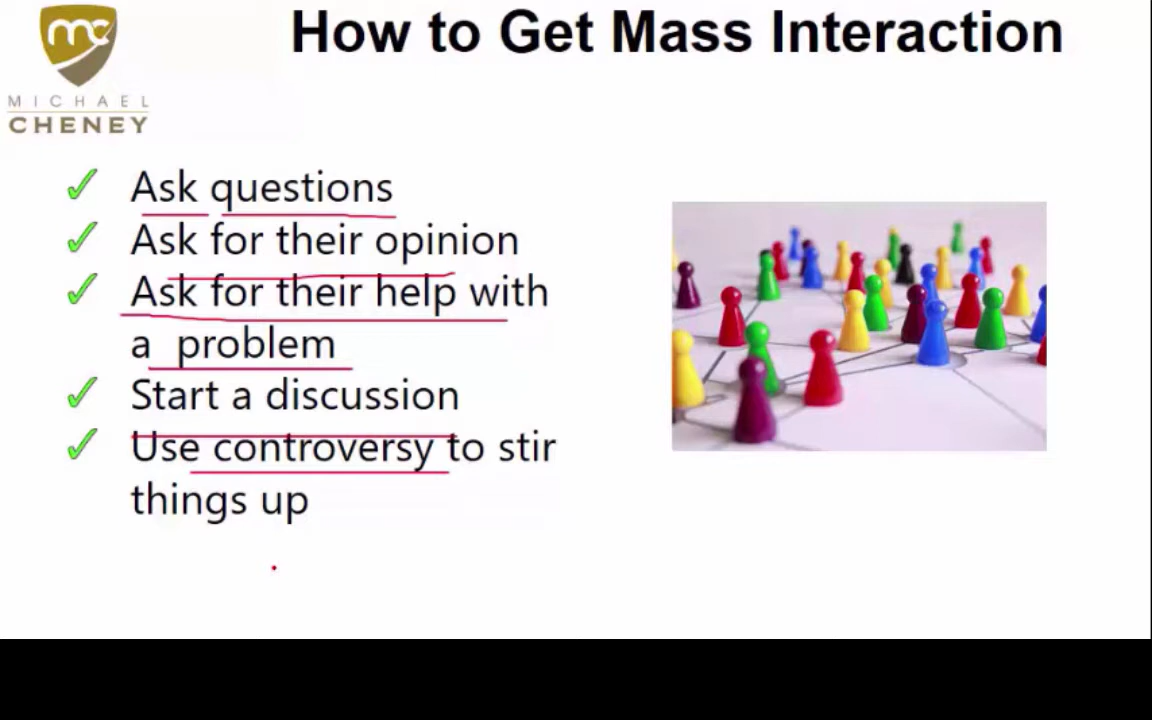 mc
MICHAEL
CHENEY
How to Get Mass Interaction
Ask questions
Ask for their opinion
Ask for their help with
a problem
Start a discussion
Use controversy to stir
things up